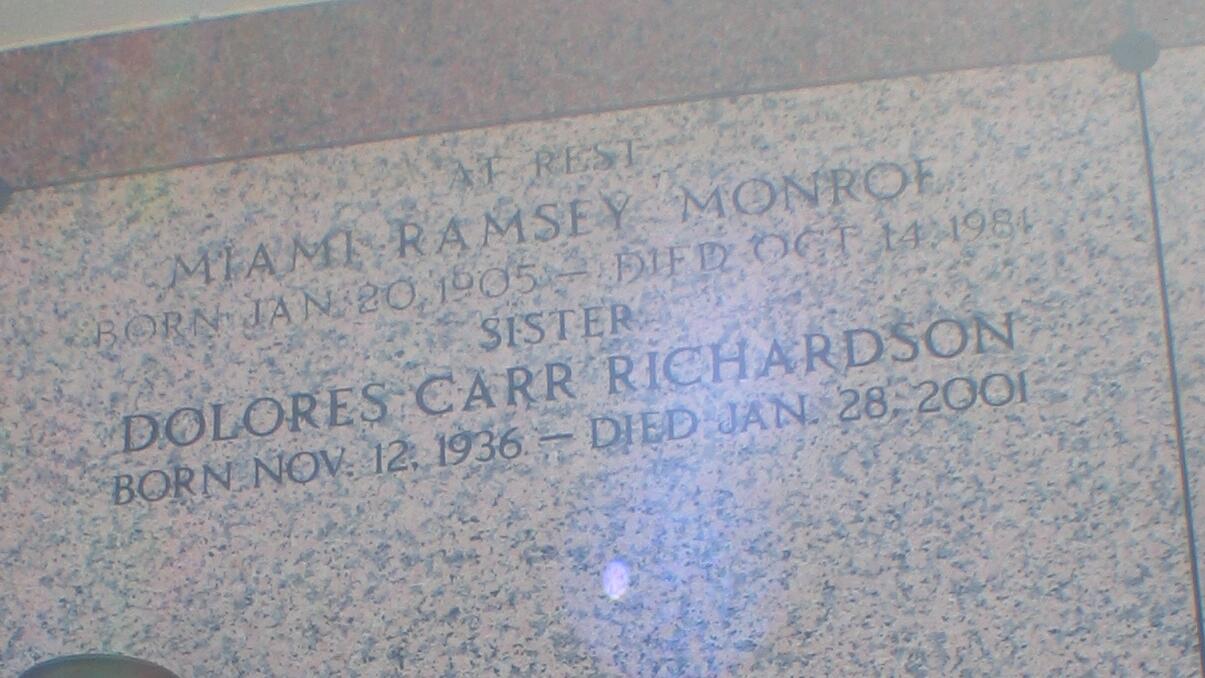 AT REST
MIAMI RAMSEY MONROE
BORN JAN. 20, 1905 — DIED OCT. 14, 1981
SISTER
DOLORES CARR RICHARDSON
BORN NOV. 12, 1936 — DIED JAN. 28, 2001